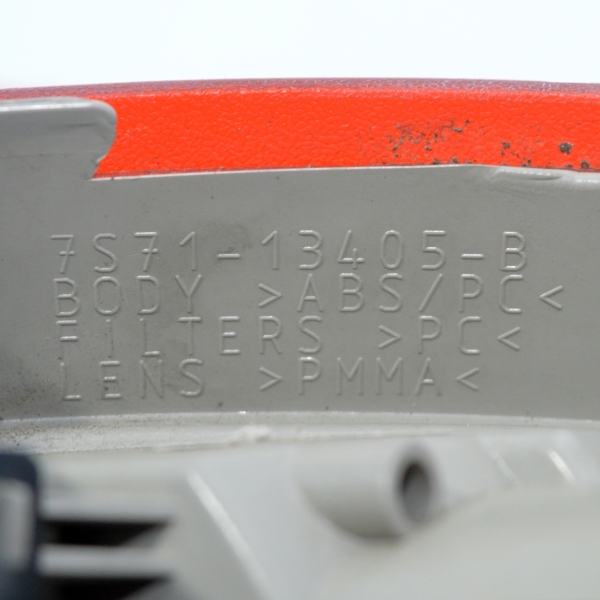 7S71-13405-B
BODY >ABS/PC<
FILTERS >PC<
LENS >PMMA<